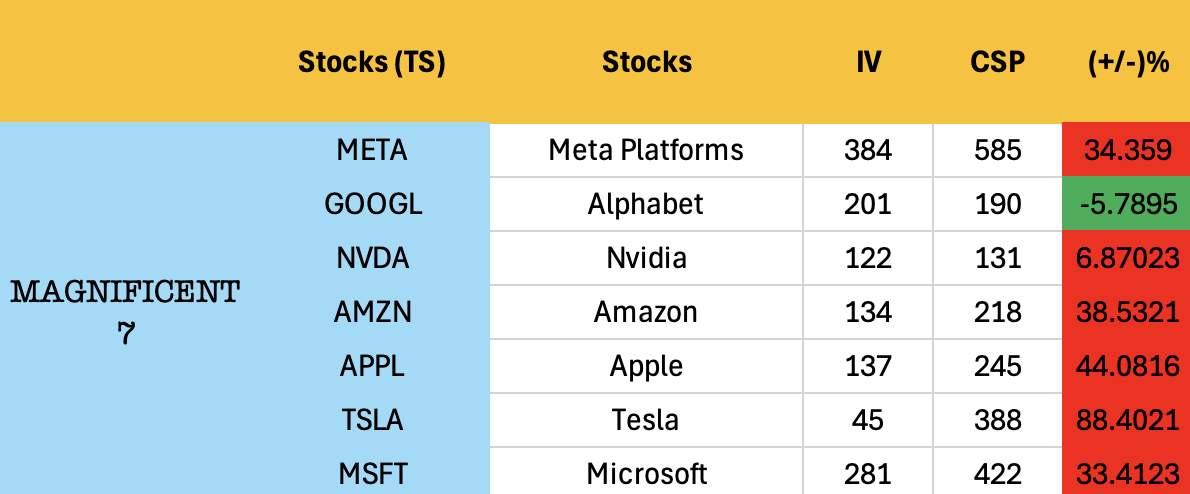 Stocks (TS) Stocks IV CSP (+/-)%
META Meta Platforms 384 585 34.359
GOOGL Alphabet 201 190 -5.7895
NVDA Nvidia 122 131 6.87023
MAGNIFICENT
7
AMZN Amazon 134 218 38.5321
APPL Apple 137 245 44.0816
TSLA Tesla 45 388 88.4021
MSFT Microsoft 281 422 33.4123